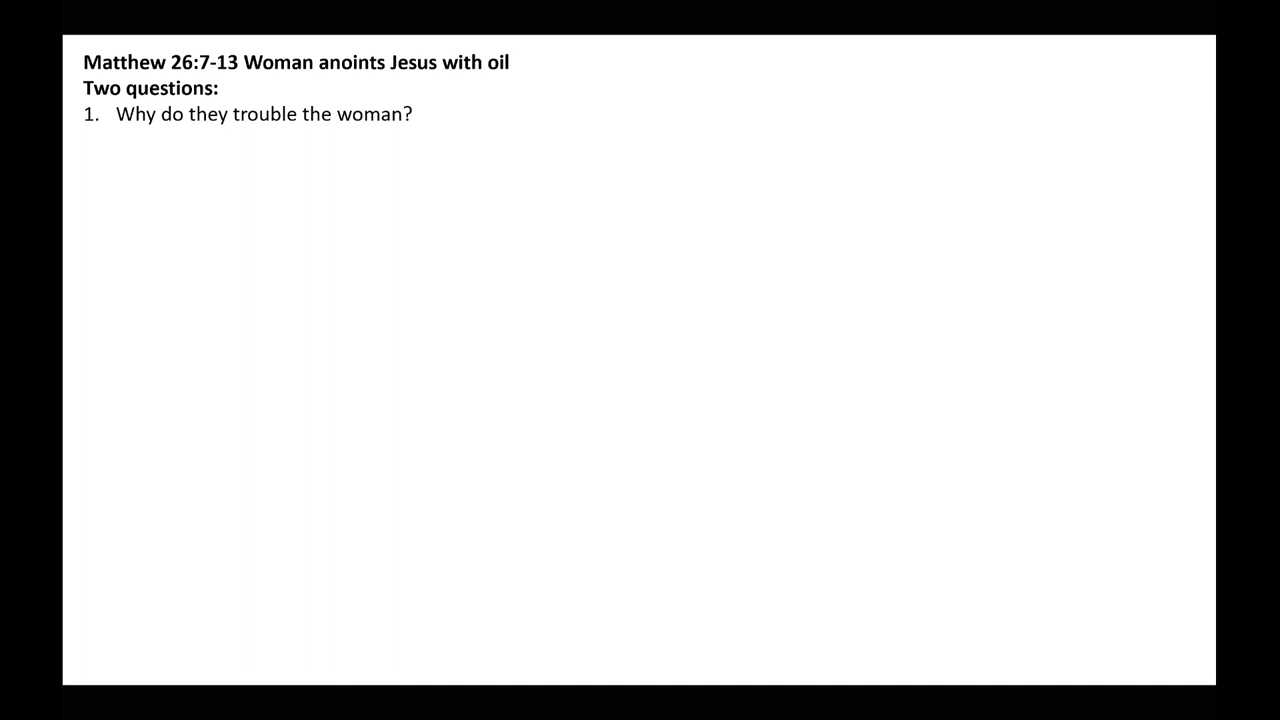 Matthew 26:7-13 Woman anoints Jesus with oil
Two questions:
1. Why do they trouble the woman?